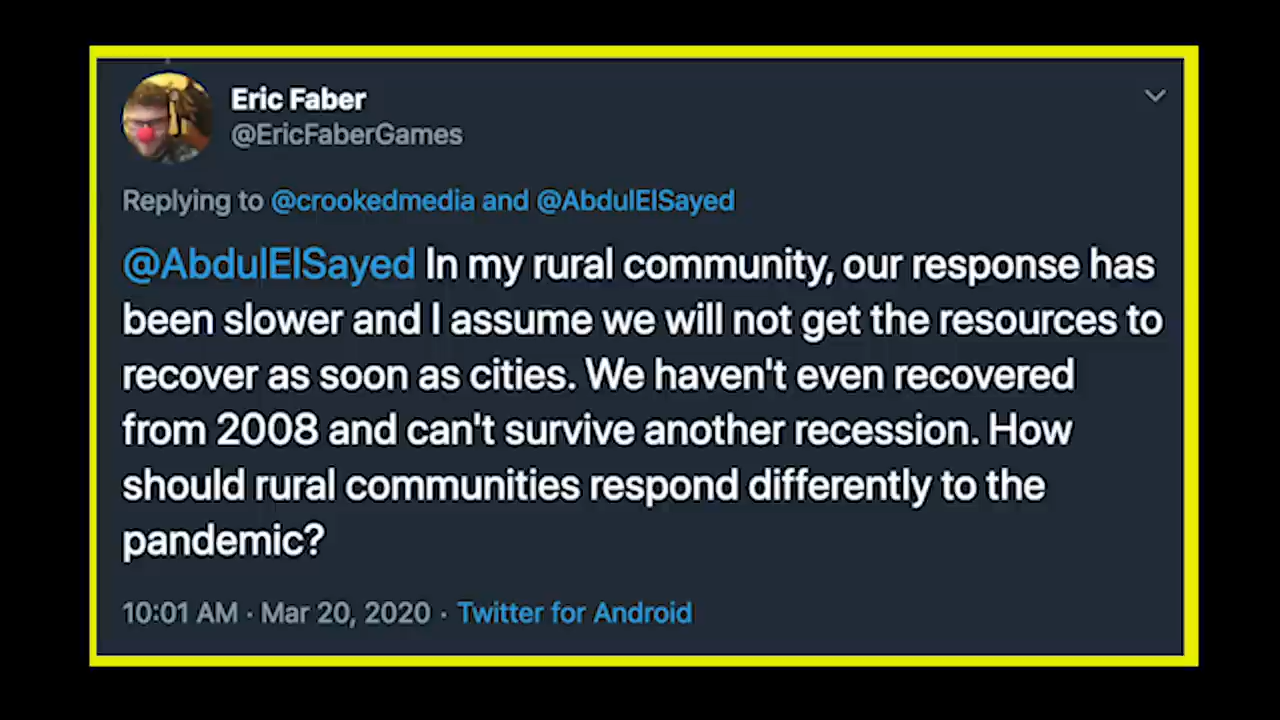 Eric Faber
@EricFaberGames
Replying to @crookedmedia and @AbdulElSayed
@AbdulElSayed In my rural community, our response has
been slower and I assume we will not get the resources to
recover as soon as cities. We haven't even recovered
from 2008 and can't survive another recession. How
should rural communities respond differently to the
pandemic?
10:01 AM · Mar 20, 2020 · Twitter for Android